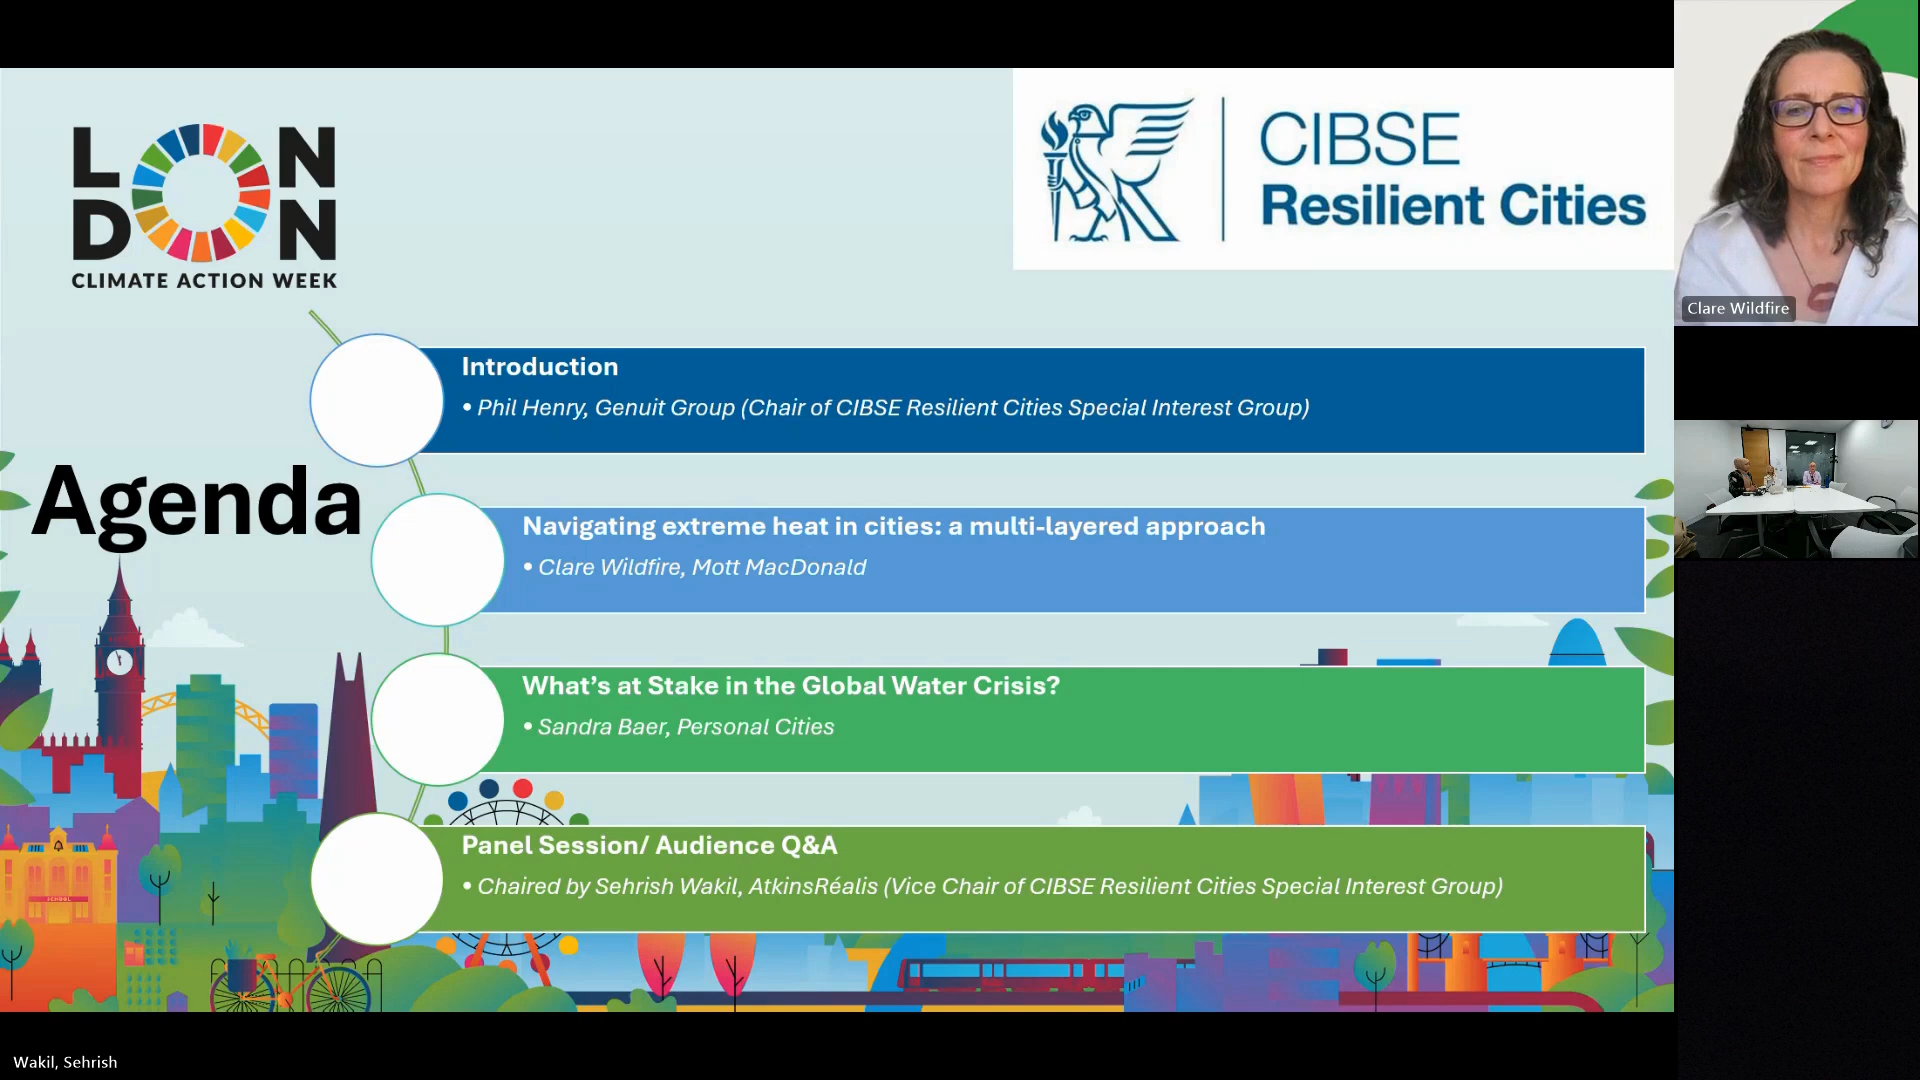 LONDON
CLIMATE ACTION WEEK
CIBSE
Resilient Cities
Clare Wildfire
Agenda
Introduction
• Phil Henry, Genuit Group (Chair of CIBSE Resilient Cities Special Interest Group)
Navigating extreme heat in cities: a multi-layered approach
• Clare Wildfire, Mott MacDonald
What’s at Stake in the Global Water Crisis?
• Sandra Baer, Personal Cities
Panel Session/ Audience Q&A
• Chaired by Sehrish Wakil, AtkinsRéalis (Vice Chair of CIBSE Resilient Cities Special Interest Group)
SCHOOL
Wakil, Sehrish